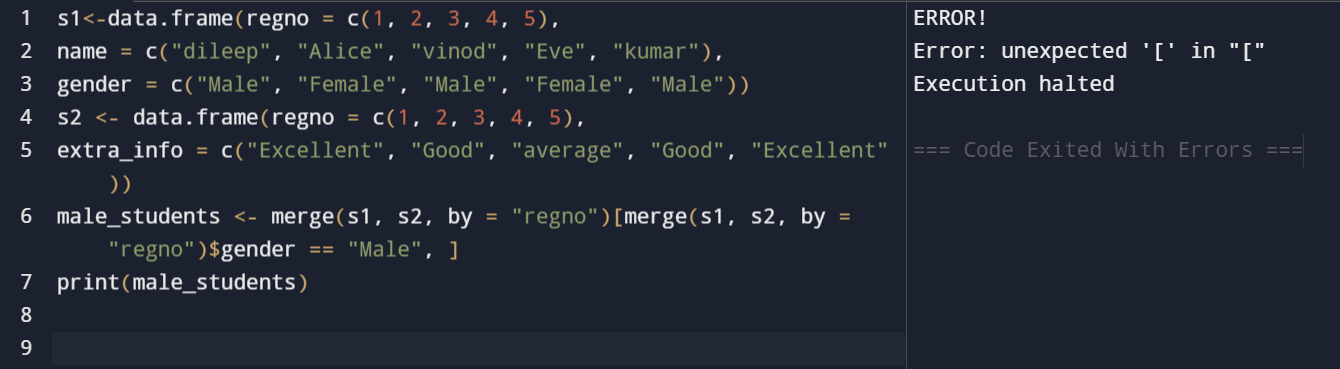 1 s1<-data.frame(regno = c(1, 2, 3, 4, 5),
2 name = c("dileep", "Alice", "vinod", "Eve", "kumar"),
3 gender = c("Male", "Female", "Male", "Female", "Male"))
4 s2 <- data.frame(regno = c(1, 2, 3, 4, 5),
5 extra_info = c("Excellent", "Good", "average", "Good", "Excellent"
))
6 male_students <- merge(s1, s2, by = "regno")[merge(s1, s2, by =
"regno")$gender == "Male", ]
7 print(male_students)
8
9
ERROR!
Error: unexpected '[' in "["
Execution halted
=== Code Exited With Errors ===